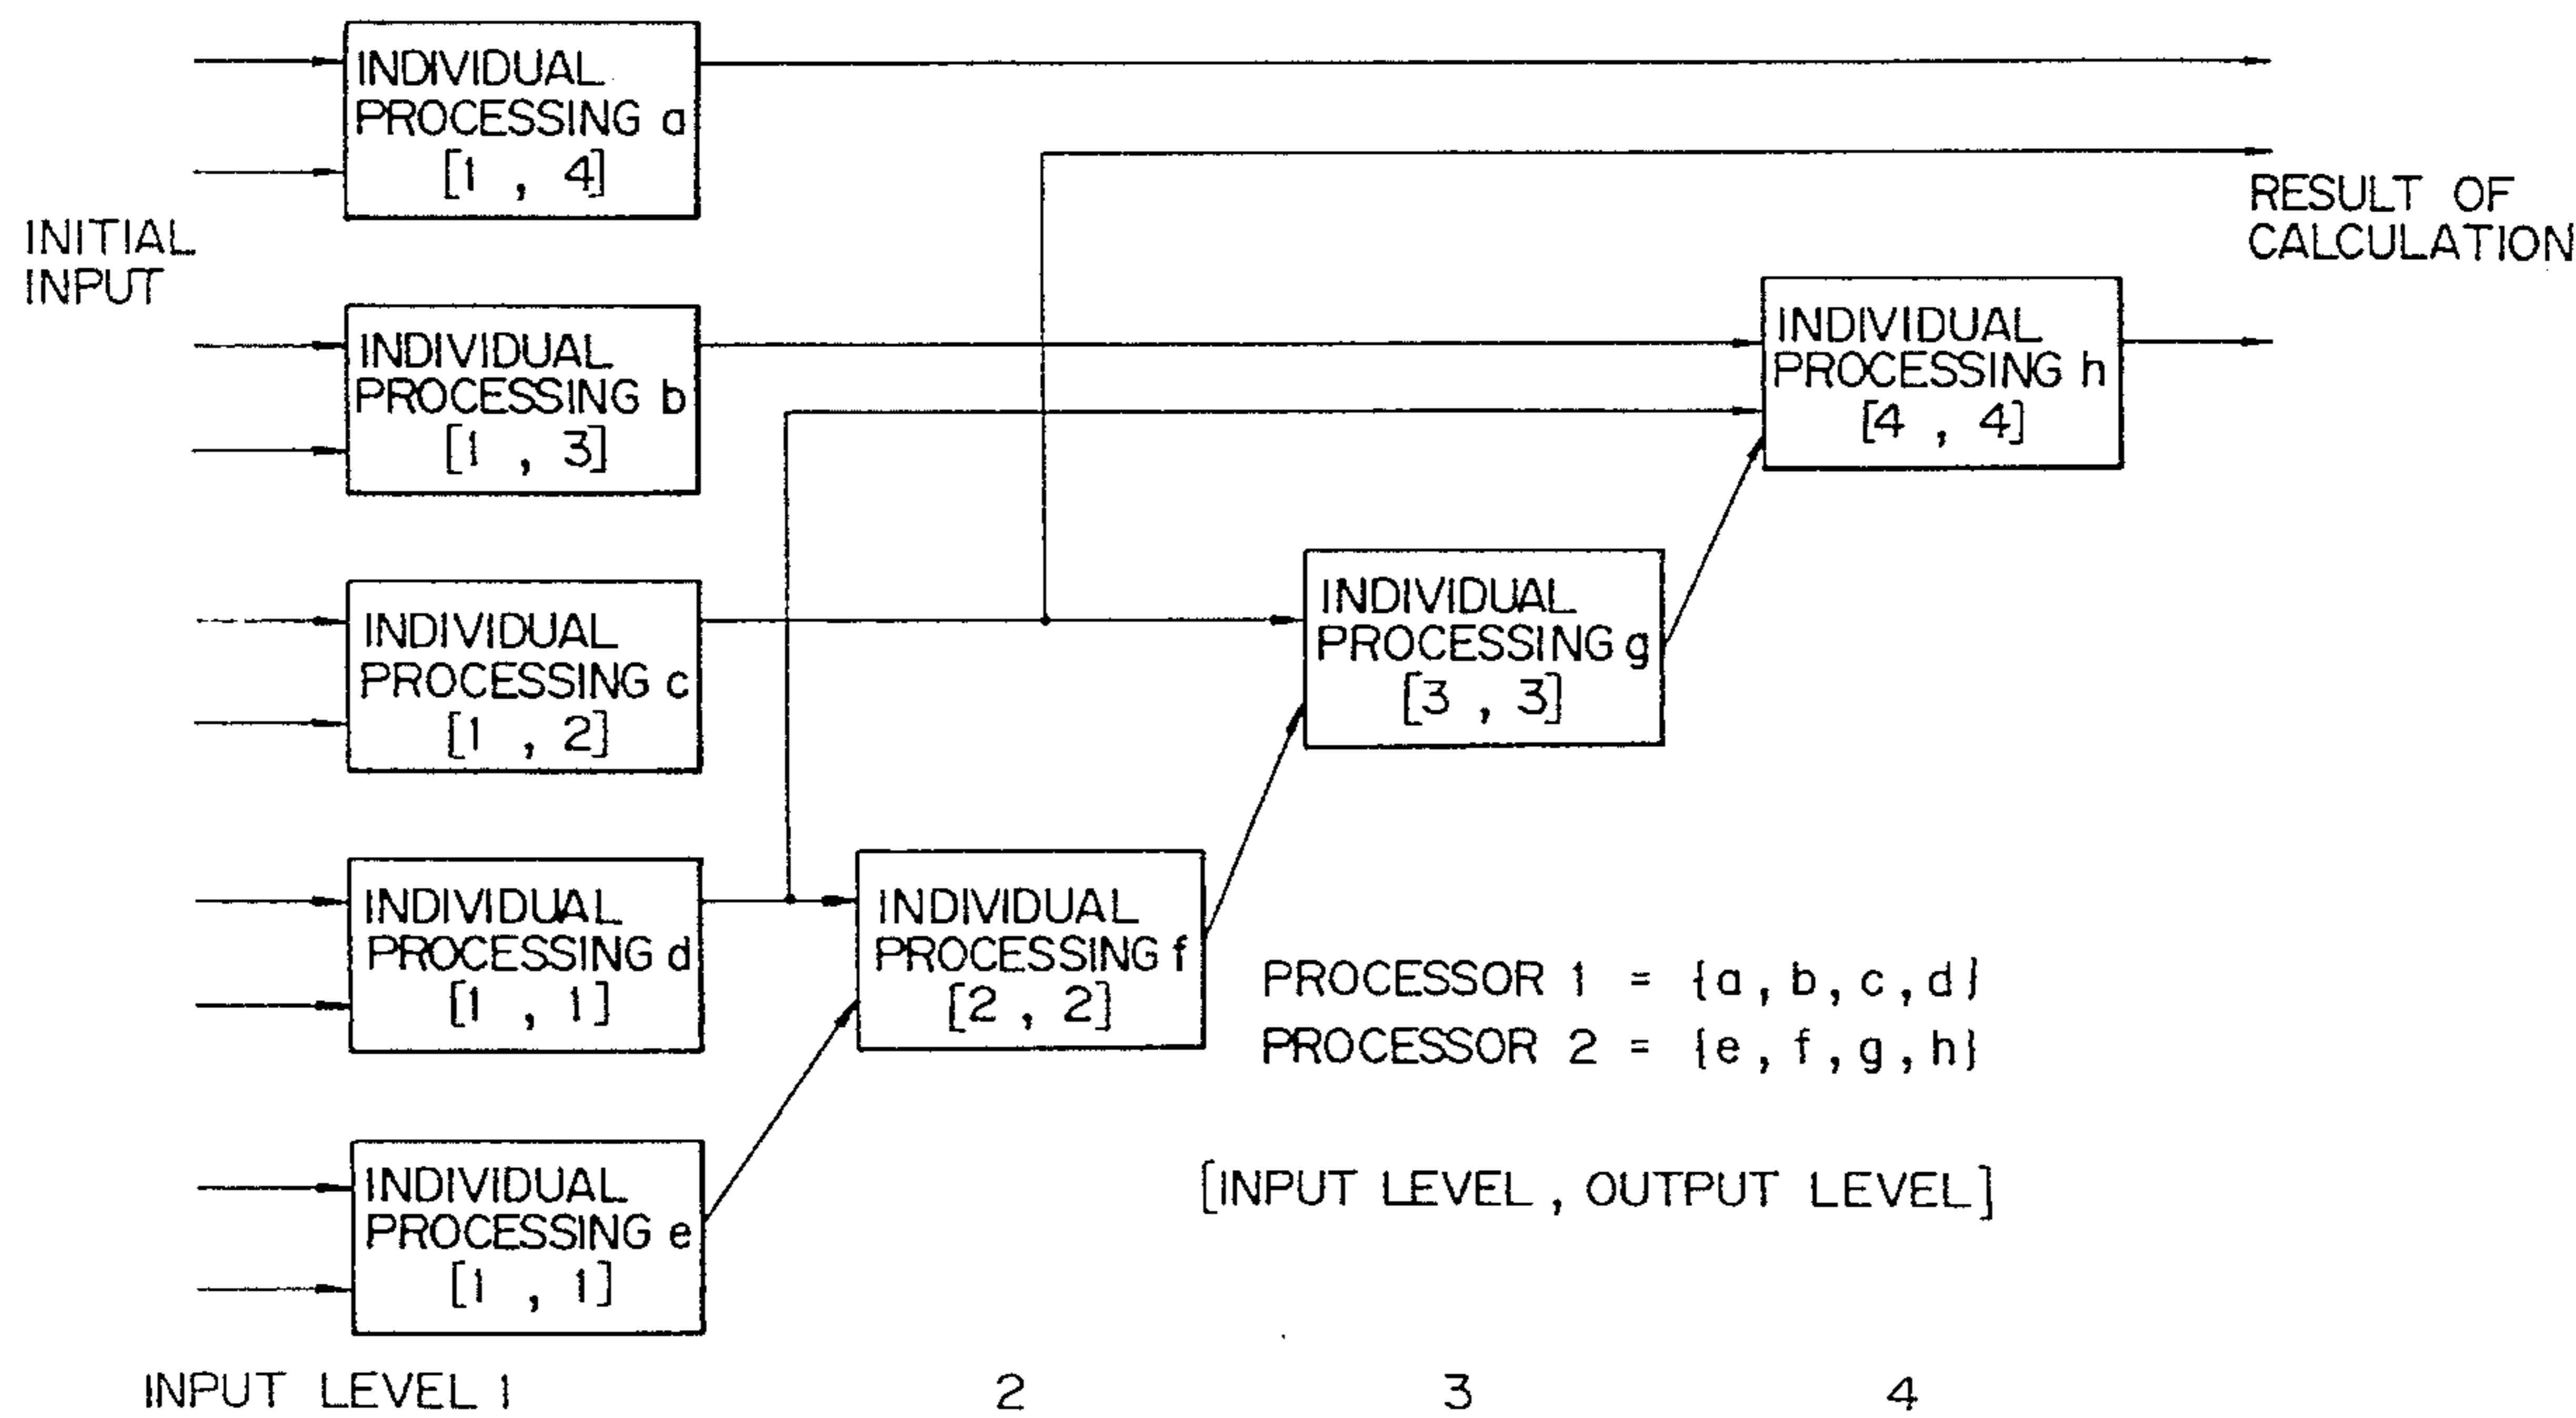 INDIVIDUAL
PROCESSING a
[1 , 4]
INITIAL
INPUT
RESULT OF
CALCULATION
INDIVIDUAL
PROCESSING b
[1 , 3]
INDIVIDUAL
PROCESSING h
[4 , 4]
INDIVIDUAL
PROCESSING c
[1 , 2]
INDIVIDUAL
PROCESSING g
[3 , 3]
INDIVIDUAL
PROCESSING d
[1 , 1]
INDIVIDUAL
PROCESSING f
[2 , 2]
PROCESSOR 1 = {a, b, c, d}
PROCESSOR 2 = {e, f, g, h}
INDIVIDUAL
PROCESSING e
[1 , 1]
[INPUT LEVEL, OUTPUT LEVEL]
INPUT LEVEL 1 2 3 4